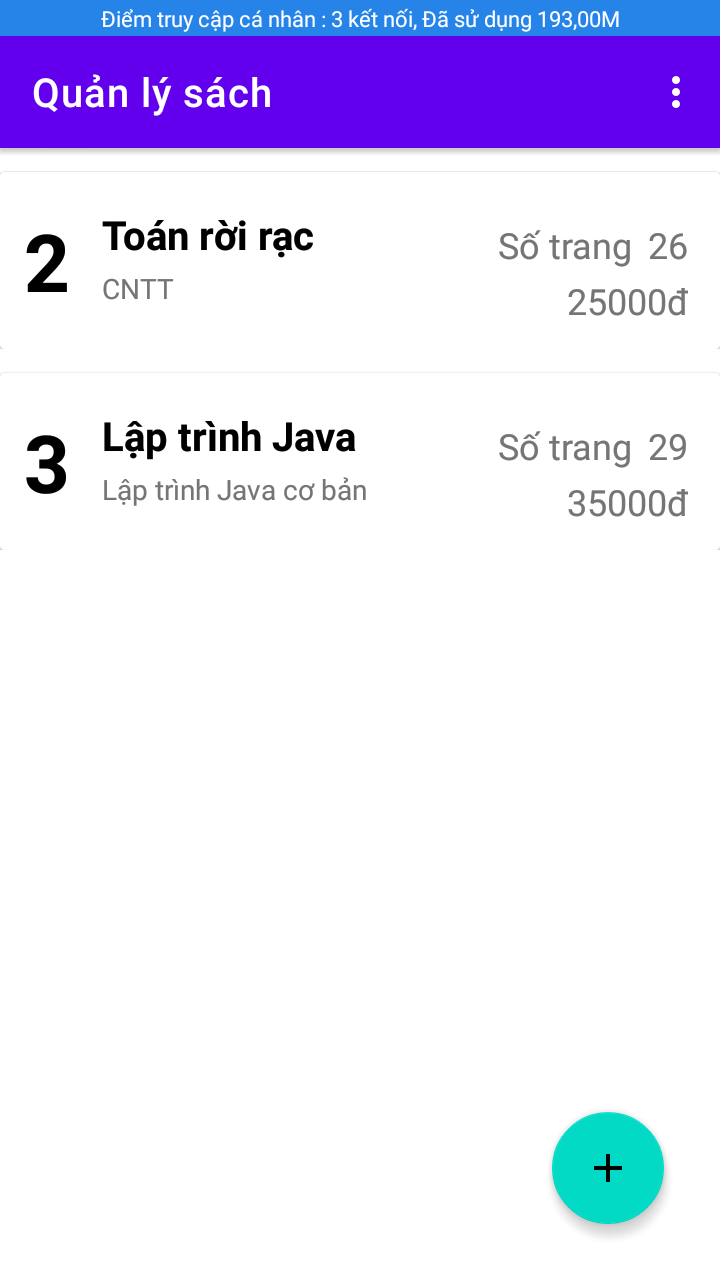 Điểm truy cập cá nhân : 3 kết nối, Đã sử dụng 193,00M
Quản lý sách
2
Toán rời rạc
CNTT
Số trang 26
25000đ
3
Lập trình Java
Lập trình Java cơ bản
Số trang 29
35000đ